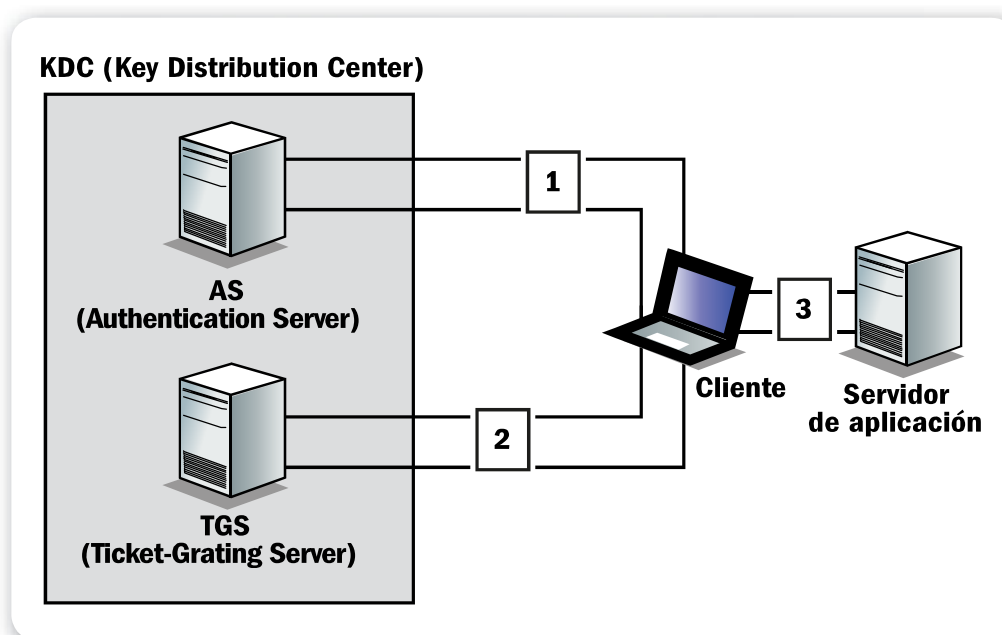 KDC (Key Distribution Center)
1
AS
(Authentication Server)
3
Cliente
Servidor
de aplicación
2
TGS
(Ticket-Grating Server)